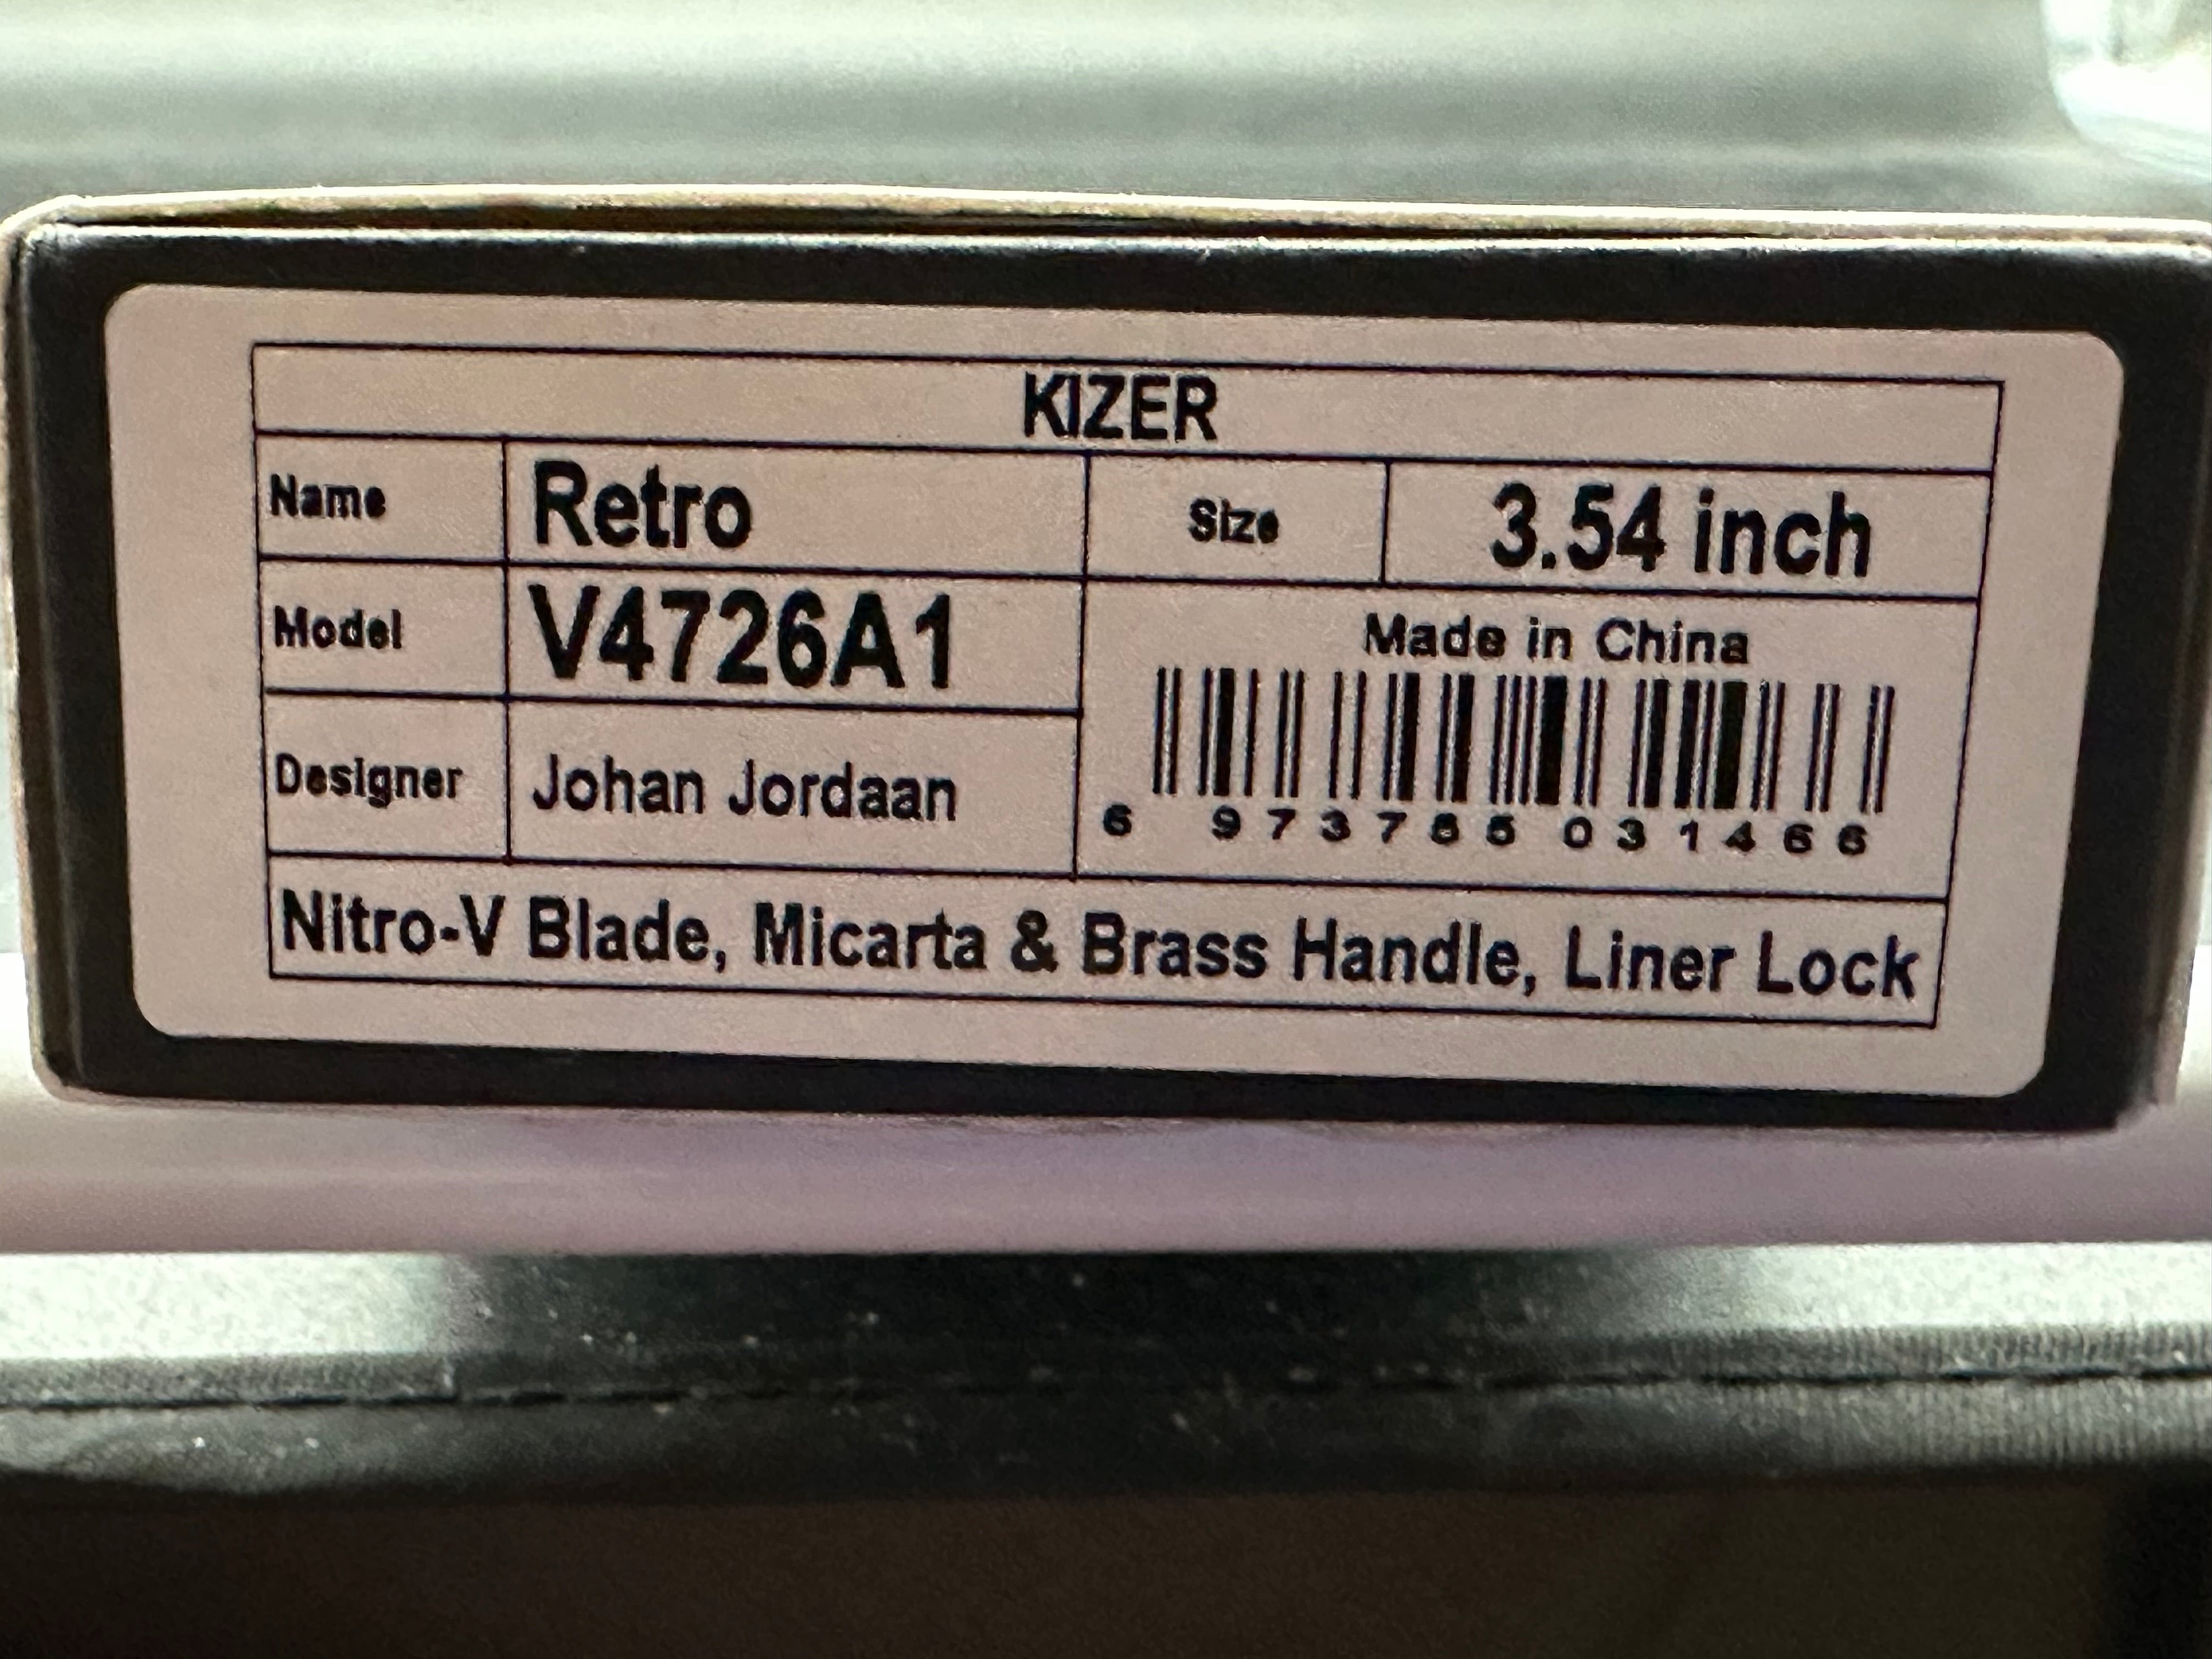 KIZER
Name Retro Size 3.54 inch
Model V4726A1
Made in China
Designer Johan Jordaan
6 973785 031466
Nitro-V Blade, Micarta & Brass Handle, Liner Lock